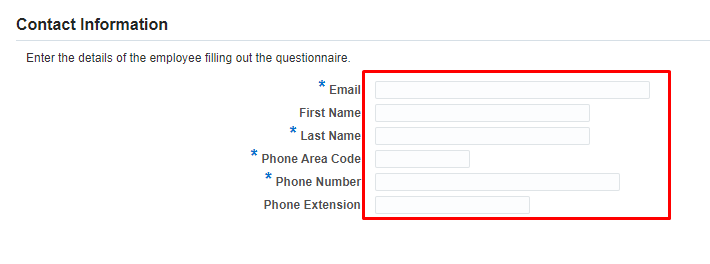 Contact Information
Enter the details of the employee filling out the questionnaire.
* Email
First Name
* Last Name
* Phone Area Code
* Phone Number
Phone Extension